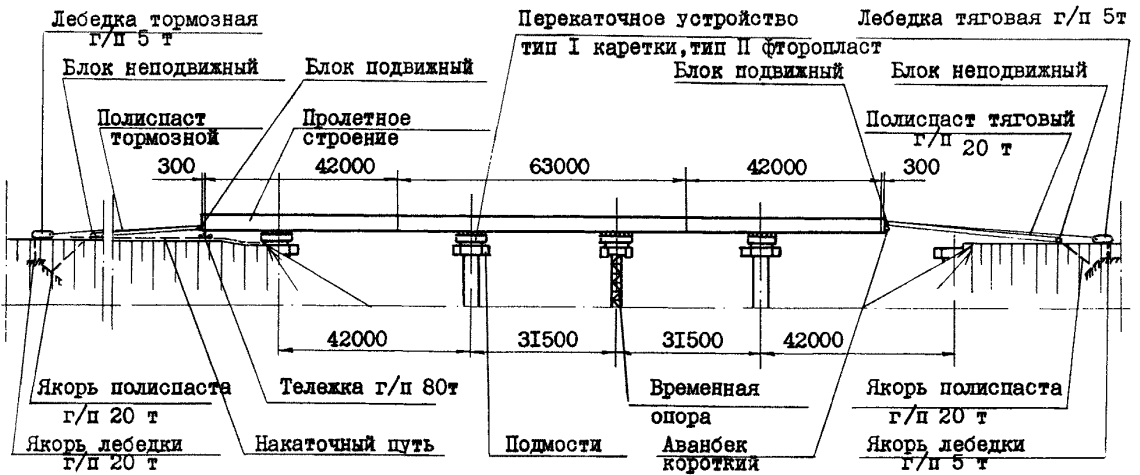 Лебедка тормозная
г/п 5 т
Перекаточное устройство
тип I каретки, тип П фторопласт
Лебедка тяговая г/п 5т
Блок неподвижный
Блок подвижный
Блок подвижный
Блок неподвижный
Полиспаст
тормозной
Пролетное
строение
Полиспаст тяговый
г/п 20 т
300
42000
63000
42000
300
42000
31500
31500
42000
Якорь полиспаста
г/п 20 т
Тележка г/п 80т
Временная
опора
Якорь полиспаста
г/п 20 т
Якорь лебедки
г/п 20 т
Накаточный путь
Подмости
Аванбек
короткий
Якорь лебедки
г/п 5 т